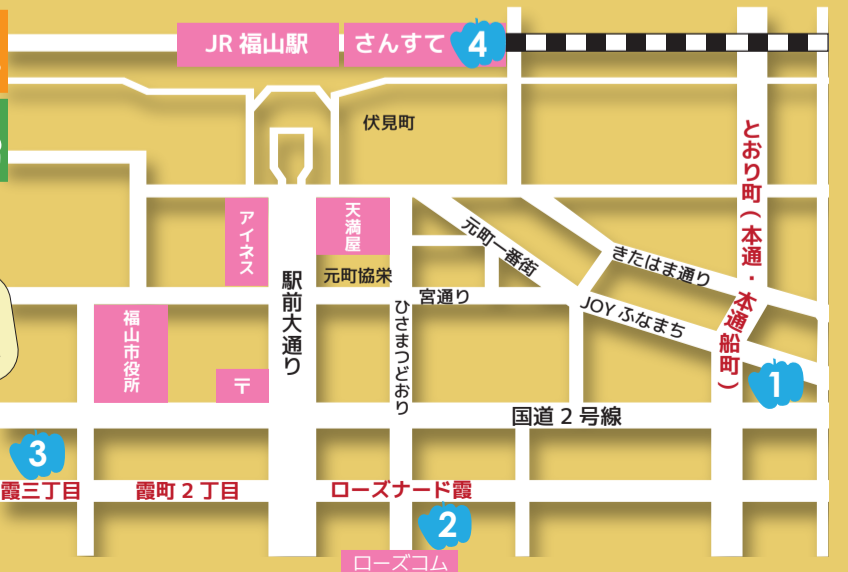 JR 福山駅
さんすて
4
伏見町
とおり町(本通・本通船町)
アイネス
天満屋
元町一番街
きたはま通り
駅前大通り
元町協栄
宮通り
ひさまつどおり
JOY ふなまち
福山市役所
〒
1
国道 2 号線
3
霞三丁目
霞町 2 丁目
ローズナード霞
2
ローズコム